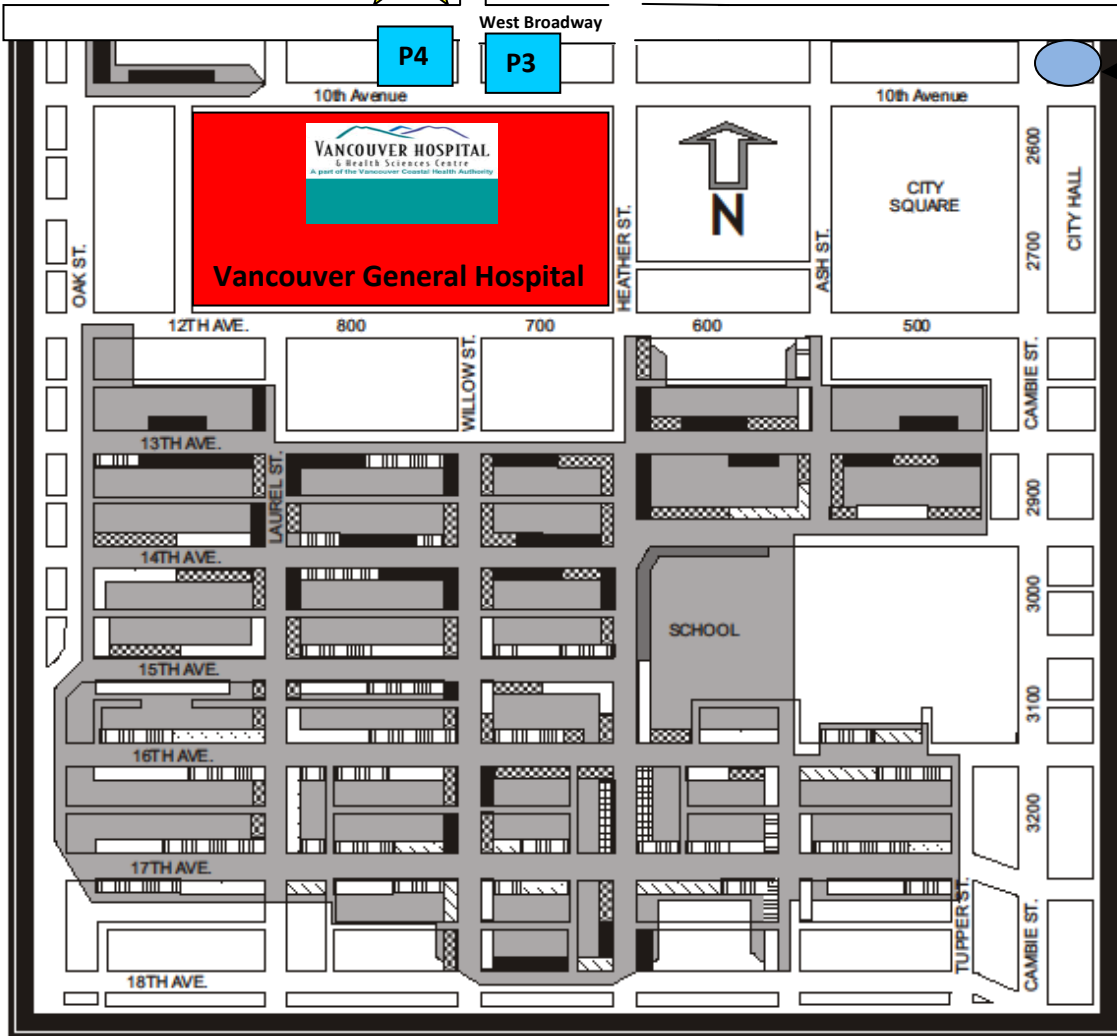 West Broadway
P4
P3
10th Avenue
10th Avenue
VANCOUVER HOSPITAL
& Health Sciences Centre
A part of the Vancouver Coastal Health Authority
Vancouver General Hospital
N
CITY
SQUARE
CITY HALL
2600
2700
OAK ST.
HEATHER ST.
ASH ST.
12TH AVE.
800
700
600
500
WILLOW ST.
CAMBIE ST.
13TH AVE.
LAUREL ST.
2900
14TH AVE.
3000
SCHOOL
15TH AVE.
3100
16TH AVE.
3200
17TH AVE.
TUPPER ST.
CAMBIE ST.
18TH AVE.